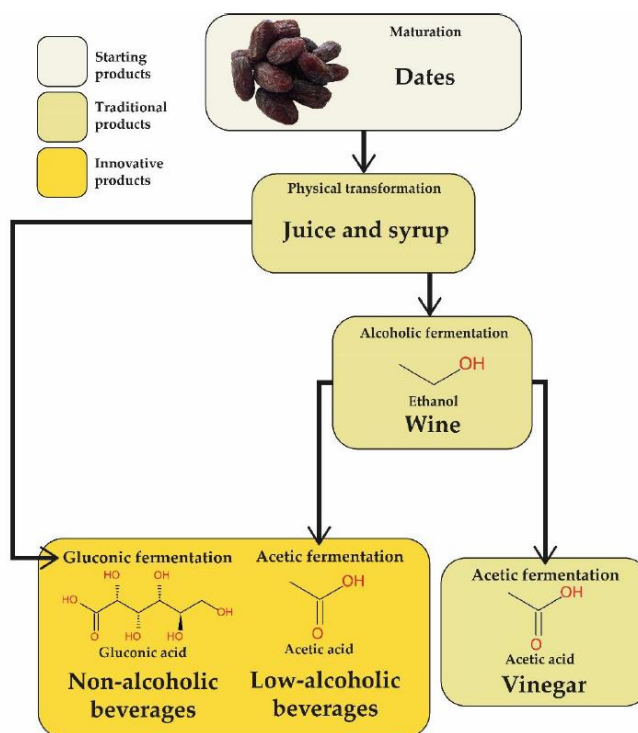 Starting
products
Traditional
products
Innovative
products
Maturation
Dates
Physical transformation
Juice and syrup
Alcoholic fermentation
OH
Ethanol
Wine
Gluconic fermentation
OH OH
HO
OH
O
OH OH
Gluconic acid
Non-alcoholic
beverages
Acetic fermentation
OH
O
Acetic acid
Low-alcoholic
beverages
Acetic fermentation
OH
O
Acetic acid
Vinegar